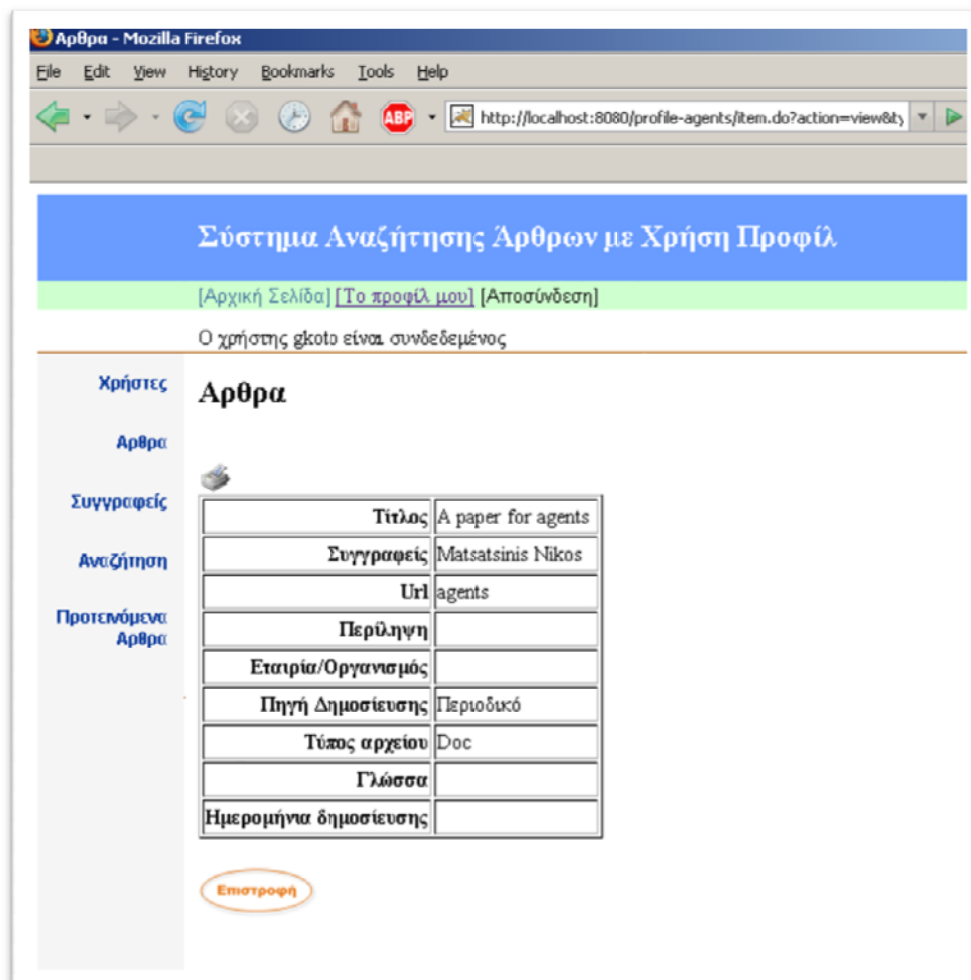 Αρθρα - Mozilla Firefox
File Edit View History Bookmarks Tools Help
ABP http://localhost:8080/profile-agents/item.do?action=view&ty
Σύστημα Αναζήτησης Άρθρων με Χρήση Προφίλ
[Αρχική Σελίδα] [Το προφίλ μου] [Αποσύνδεση]
Ο χρήστης gkoto είναι συνδεδεμένος
Χρήστες
Αρθρα
Συγγραφείς
Αναζήτηση
Προτεινόμενα
Αρθρα
Αρθρα
Τίτλος A paper for agents
Συγγραφείς Matsatsinis Nikos
Url agents
Περίληψη
Εταιρία/Οργανισμός
Πηγή Δημοσίευσης Περιοδικό
Τύπος αρχείου Doc
Γλώσσα
Ημερομήνια δημοσίευσης
Επιστροφή